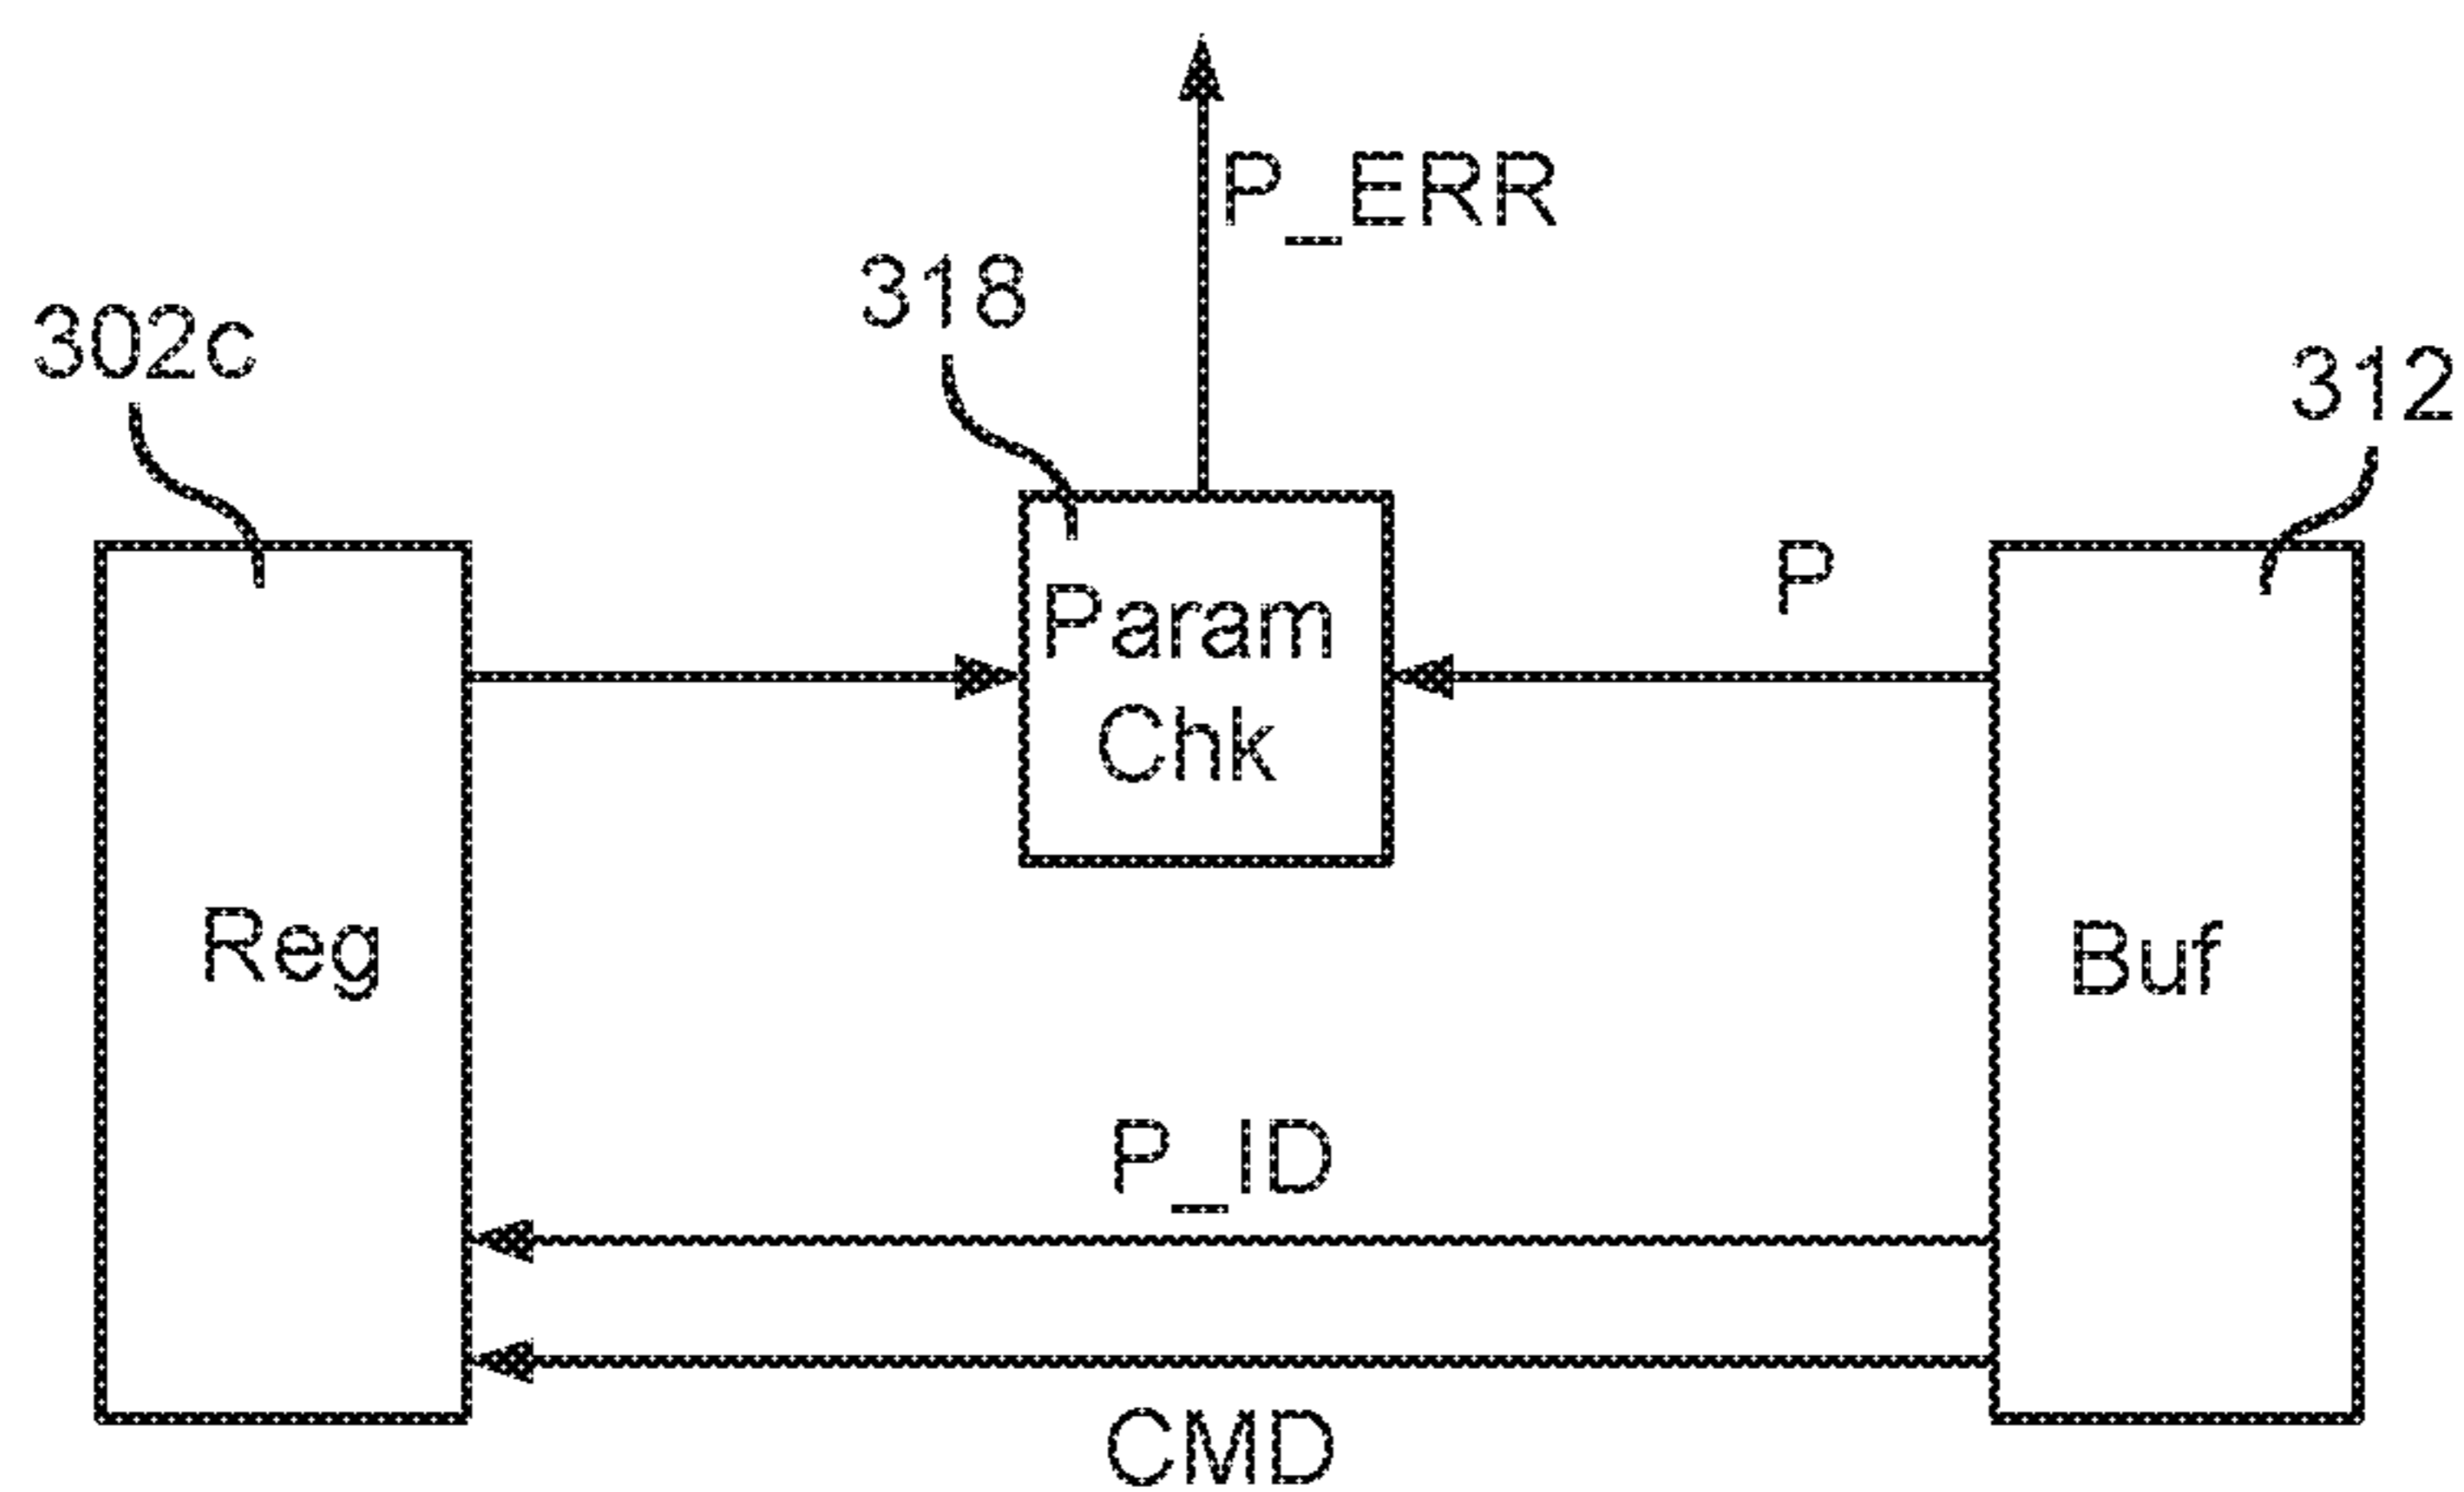 P_ERR
318
302c
312
P
Param
Chk
Reg
Buf
P_ID
CMD